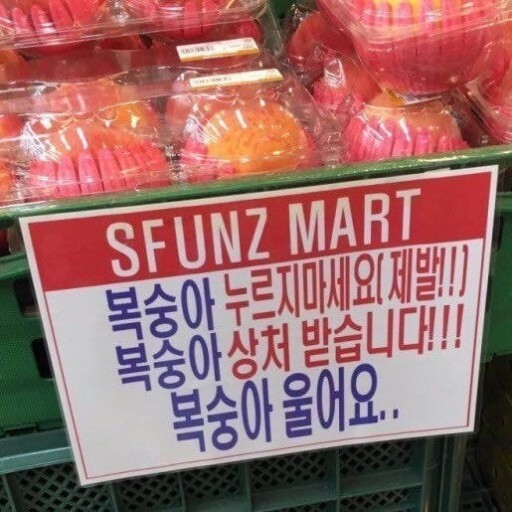 SFUNZ MART
복숭아 누르지마세요(제발!!)
복숭아 상처 받습니다!!!
복숭아 울어요..